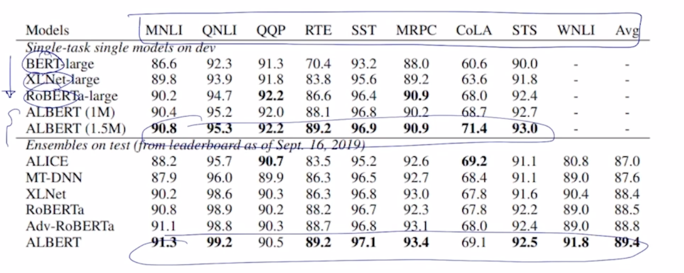 Models MNLI QNLI QQP RTE SST MRPC CoLA STS WNLI Avg
Single-task single models on dev
BERT-large 86.6 92.3 91.3 70.4 93.2 88.0 60.6 90.0 - -
XLNet-large 89.8 93.9 91.8 83.8 95.6 89.2 63.6 91.8 - -
RoBERTa-large 90.2 94.7 92.2 86.6 96.4 90.9 68.0 92.4 - -
ALBERT (1M) 90.4 95.2 92.0 88.1 96.8 90.2 68.7 92.7 - -
ALBERT (1.5M) 90.8 95.3 92.2 89.2 96.9 90.9 71.4 93.0 - -
Ensembles on test (from leaderboard as of Sept. 16, 2019)
ALICE 88.2 95.7 90.7 83.5 95.2 92.6 69.2 91.1 80.8 87.0
MT-DNN 87.9 96.0 89.9 86.3 96.5 92.7 68.4 91.1 89.0 87.6
XLNet 90.2 98.6 90.3 86.3 96.8 93.0 67.8 91.6 90.4 88.4
RoBERTa 90.8 98.9 90.2 88.2 96.7 92.3 67.8 92.2 89.0 88.5
Adv-RoBERTa 91.1 98.8 90.3 88.7 96.8 93.1 68.0 92.4 89.0 88.8
ALBERT 91.3 99.2 90.5 89.2 97.1 93.4 69.1 92.5 91.8 89.4